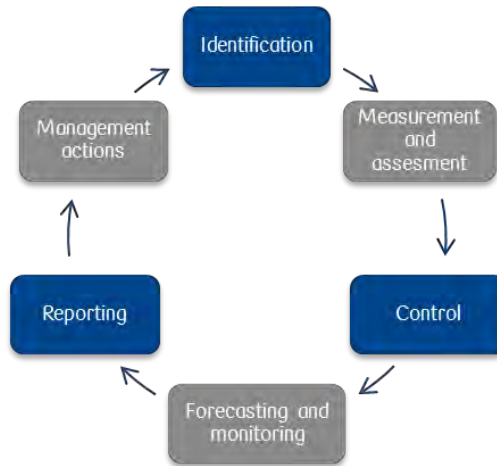 Identification
Measurement
and
assesment
Control
Forecasting and
monitoring
Reporting
Management
actions